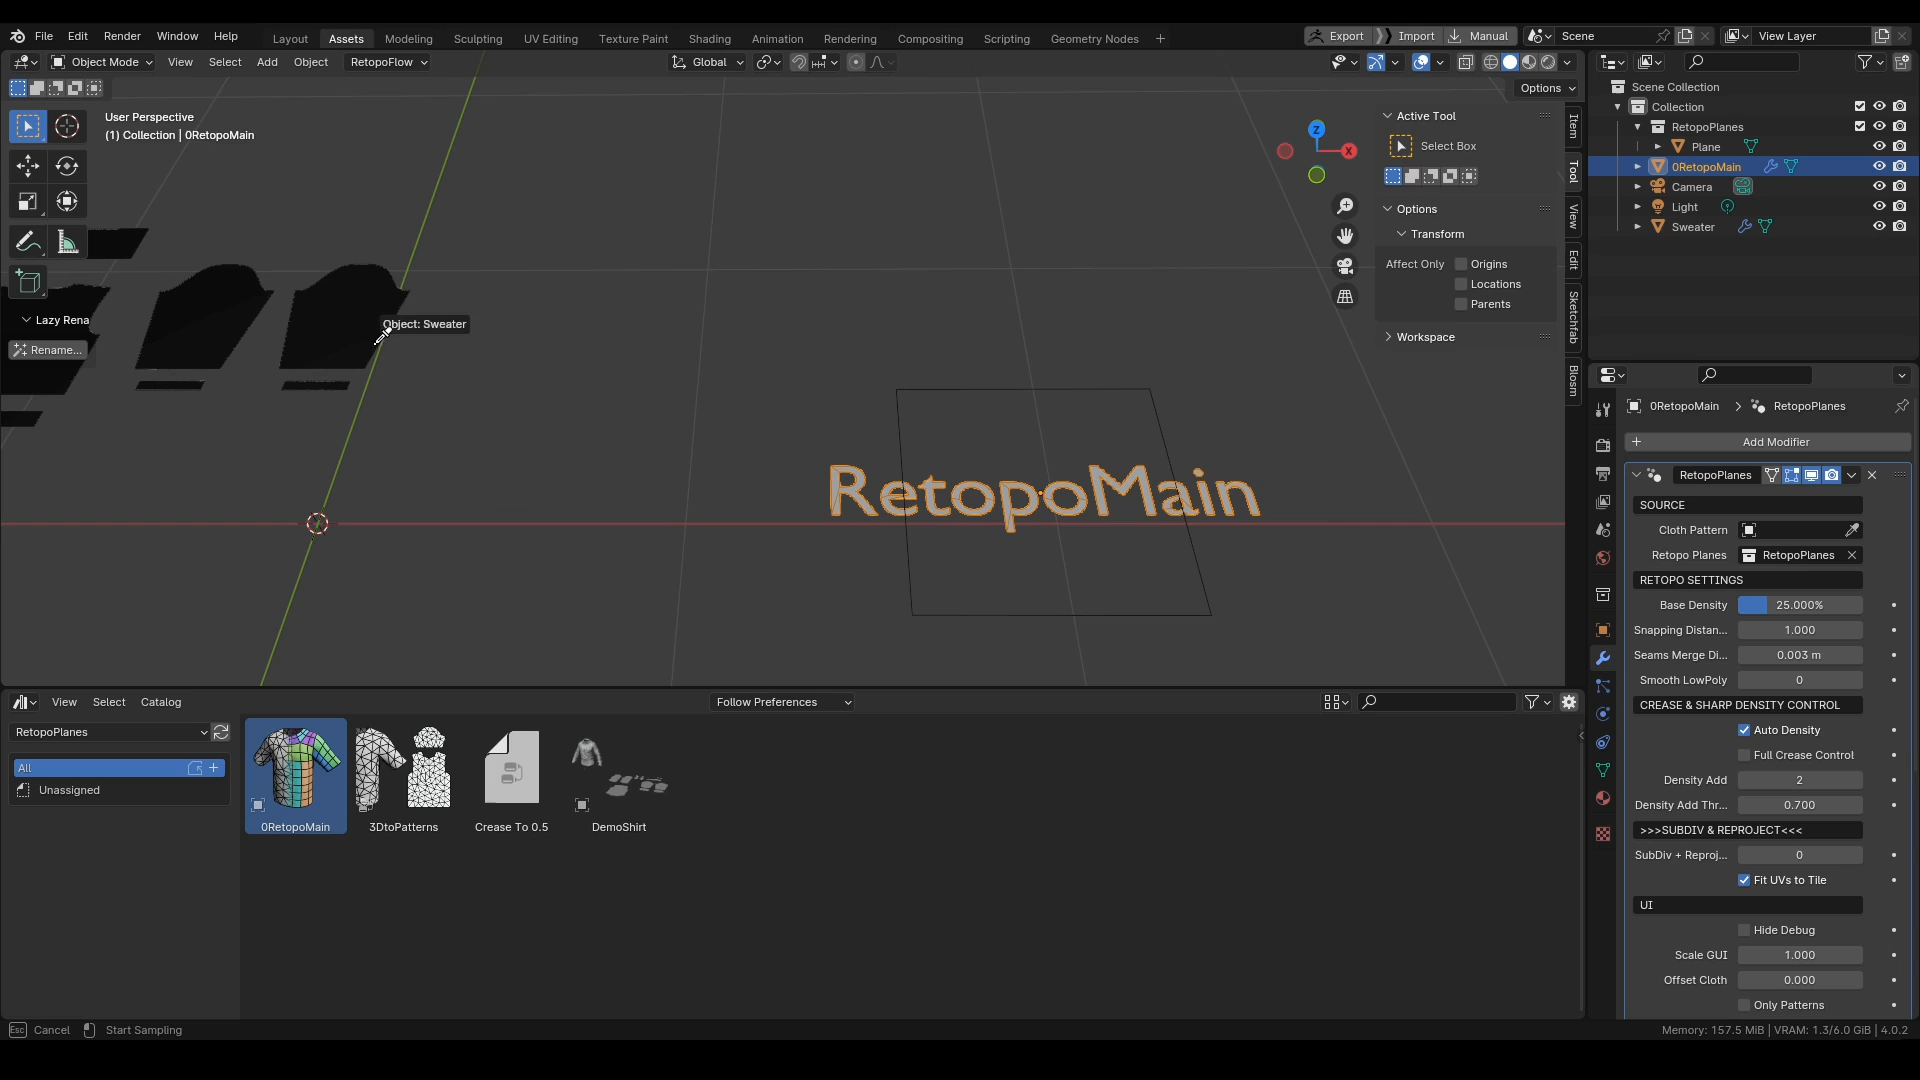 File Edit Render Window Help Layout Assets Modeling Sculpting UV Editing Texture Paint Shading Animation Rendering Compositing Scripting Geometry Nodes + Export Import Manual Scene View Layer
Object Mode View Select Add Object RetopoFlow Global
Options
User Perspective
(1) Collection | 0RetopoMain
Lazy Rena
Rename...
Object: Sweater
RetopoMain
Z
X
Active Tool
Select Box
Options
Transform
Affect Only Origins
Locations
Parents
Workspace
Item
Tool
View
Edit
Sketchfab
Blosm
Scene Collection
Collection
RetopoPlanes
Plane
0RetopoMain
Camera
Light
Sweater
0RetopoMain > RetopoPlanes
+ Add Modifier
RetopoPlanes
SOURCE
Cloth Pattern
Retopo Planes RetopoPlanes
RETOPO SETTINGS
Base Density 25.000%
Snapping Distan... 1.000
Seams Merge Di... 0.003 m
Smooth LowPoly 0
CREASE & SHARP DENSITY CONTROL
Auto Density
Full Crease Control
Density Add 2
Density Add Thr... 0.700
>>>SUBDIV & REPROJECT<<<
SubDiv + Reproj... 0
Fit UVs to Tile
UI
Hide Debug
Scale GUI 1.000
Offset Cloth 0.000
Only Patterns
View Select Catalog Follow Preferences
RetopoPlanes
All
Unassigned
0RetopoMain 3DtoPatterns Crease To 0.5 DemoShirt
Esc Cancel Start Sampling Memory: 157.5 MiB | VRAM: 1.3/6.0 GiB | 4.0.2